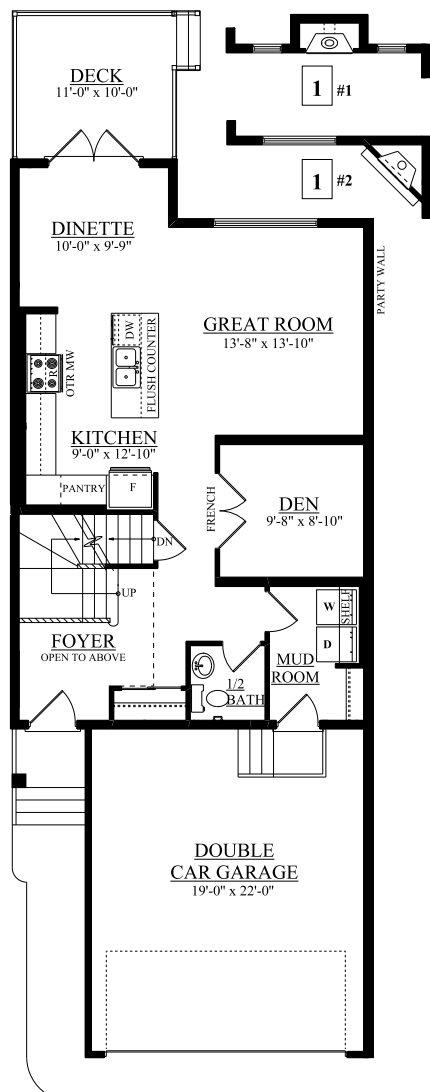 DECK
11'-0" x 10'-0"
1 #1
1 #2
DINETTE
10'-0" x 9'-9"
PARTY WALL
GREAT ROOM
13'-8" x 13'-10"
DW
FLUSH COUNTER
R
OTR MW
KITCHEN
9'-0" x 12'-10"
PANTRY
F
FRENCH
DEN
9'-8" x 8'-10"
DN
UP
FOYER
OPEN TO ABOVE
W
SHELF
D
MUD
ROOM
1/2
BATH
DOUBLE
CAR GARAGE
19'-0" x 22'-0"